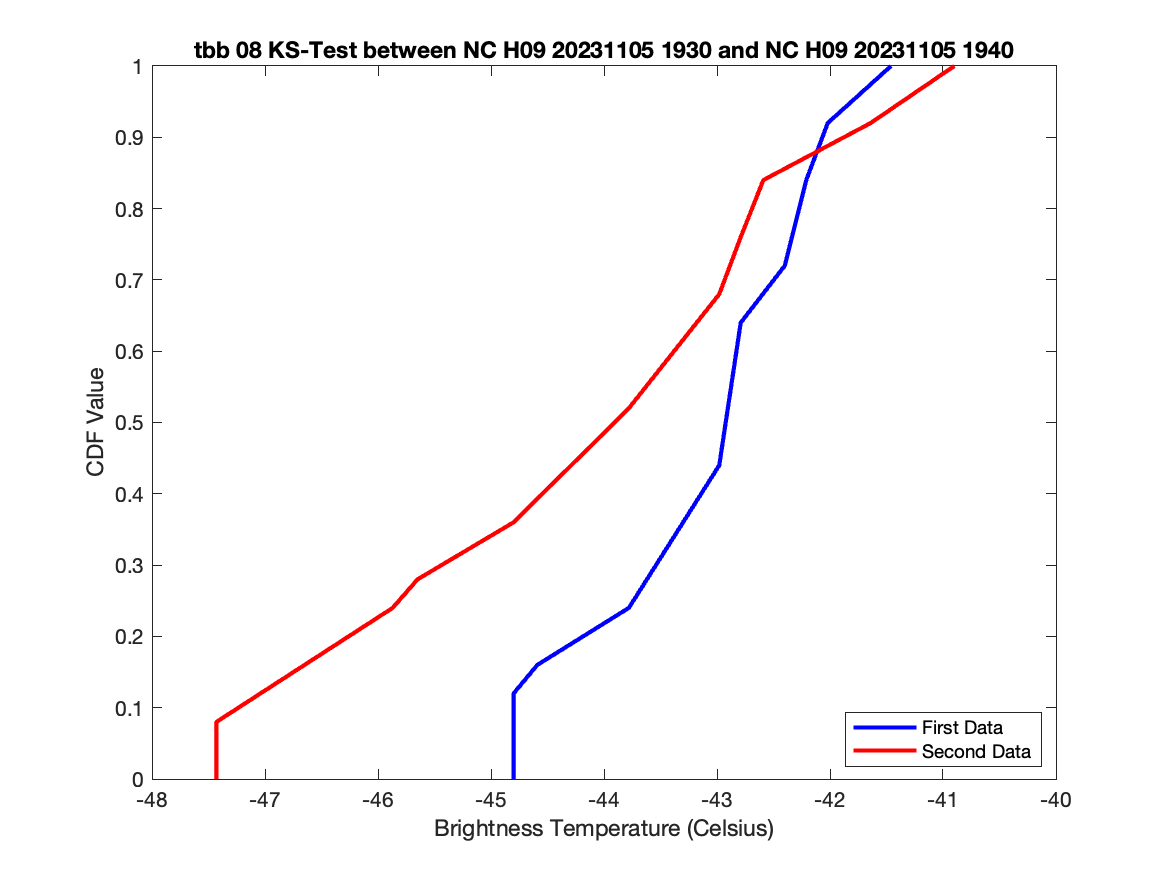 tbb 08 KS-Test between NC H09 20231105 1930 and NC H09 20231105 1940
1
0.9
0.8
0.7
0.6
0.5
0.4
0.3
0.2
0.1
0
CDF Value
First Data
Second Data
-48 -47 -46 -45 -44 -43 -42 -41 -40
Brightness Temperature (Celsius)